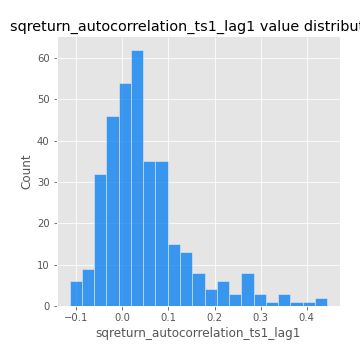 sqreturn_autocorrelation_ts1_lag1 value distribut
60
50
40
30
20
10
0
Count
−0.1 0.0 0.1 0.2 0.3 0.4
sqreturn_autocorrelation_ts1_lag1